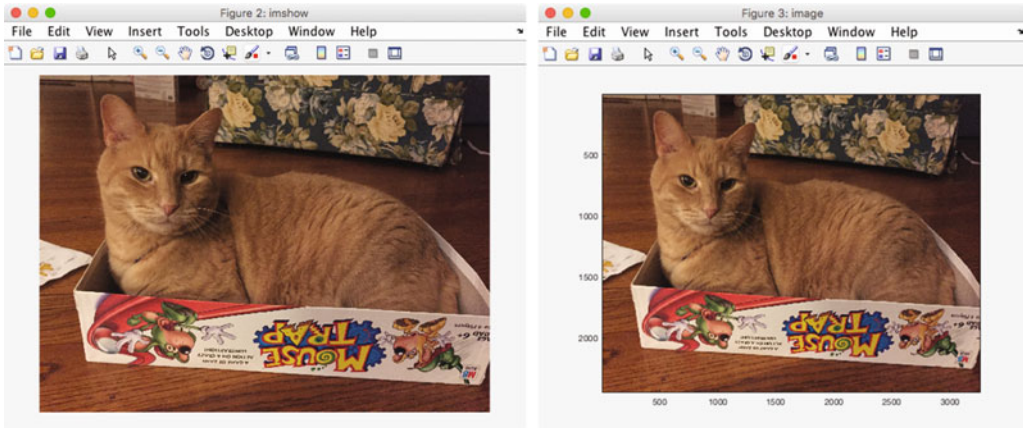 Figure 2: imshow
File Edit View Insert Tools Desktop Window Help
MOUSE
TRAP
Figure 3: image
File Edit View Insert Tools Desktop Window Help
500
1000
1500
2000
MOUSE
TRAP
6+
500 1000 1500 2000 2500 3000